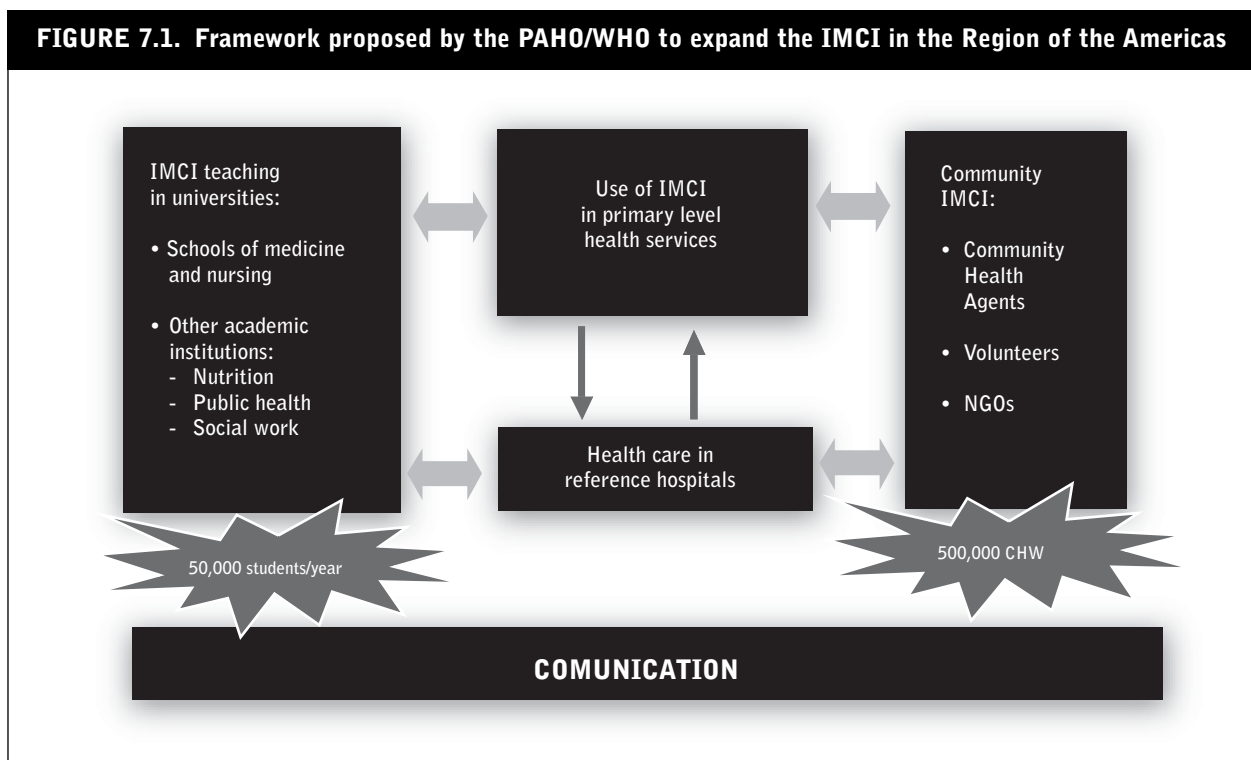 FIGURE 7.1. Framework proposed by the PAHO/WHO to expand the IMCI in the Region of the Americas
IMCI teaching
in universities:
• Schools of medicine
and nursing
• Other academic
institutions:
- Nutrition
- Public health
- Social work
50,000 students/year
Use of IMCI
in primary level
health services
Health care in
reference hospitals
Community
IMCI:
• Community
Health
Agents
• Volunteers
• NGOs
500,000 CHW
COMUNICATION